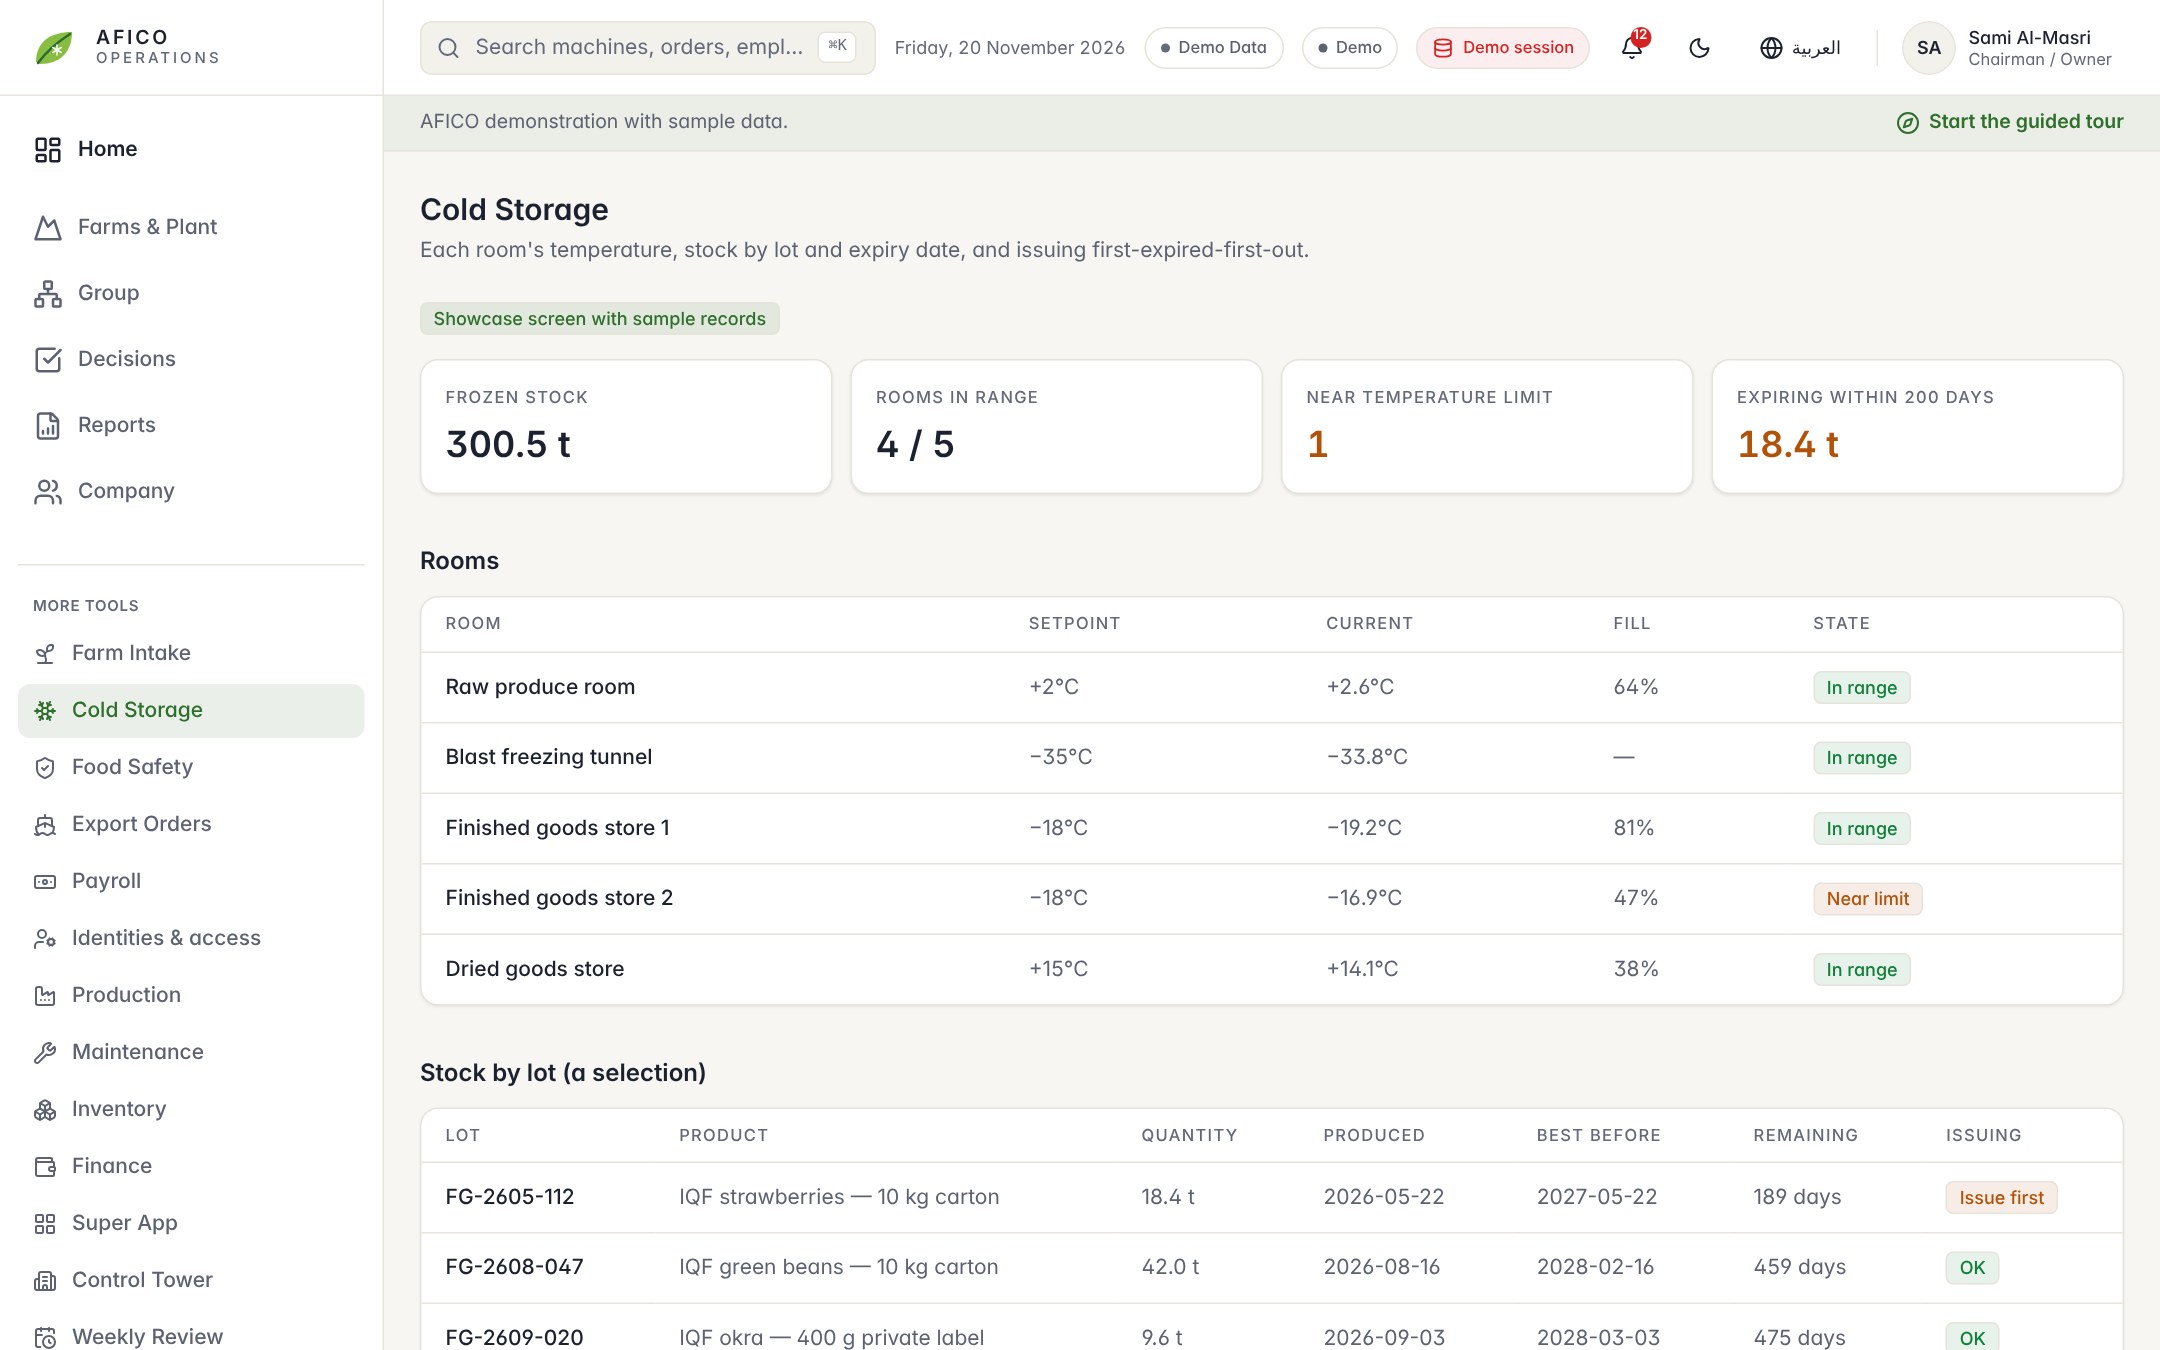 AFICO
OPERATIONS
Search machines, orders, empl...
⌘K
Friday, 20 November 2026
Demo Data
Demo
Demo session
12
العربية
SA
Sami Al-Masri
Chairman / Owner
Home
Farms & Plant
Group
Decisions
Reports
Company
MORE TOOLS
Farm Intake
Cold Storage
Food Safety
Export Orders
Payroll
Identities & access
Production
Maintenance
Inventory
Finance
Super App
Control Tower
Weekly Review
AFICO demonstration with sample data.
Start the guided tour
Cold Storage
Each room's temperature, stock by lot and expiry date, and issuing first-expired-first-out.
Showcase screen with sample records
FROZEN STOCK
300.5 t
ROOMS IN RANGE
4 / 5
NEAR TEMPERATURE LIMIT
1
EXPIRING WITHIN 200 DAYS
18.4 t
Rooms
ROOM SETPOINT CURRENT FILL STATE
Raw produce room +2°C +2.6°C 64% In range
Blast freezing tunnel −35°C −33.8°C — In range
Finished goods store 1 −18°C −19.2°C 81% In range
Finished goods store 2 −18°C −16.9°C 47% Near limit
Dried goods store +15°C +14.1°C 38% In range
Stock by lot (a selection)
LOT PRODUCT QUANTITY PRODUCED BEST BEFORE REMAINING ISSUING
FG-2605-112 IQF strawberries — 10 kg carton 18.4 t 2026-05-22 2027-05-22 189 days Issue first
FG-2608-047 IQF green beans — 10 kg carton 42.0 t 2026-08-16 2028-02-16 459 days OK
FG-2609-020 IQF okra — 400 g private label 9.6 t 2026-09-03 2028-03-03 475 days OK